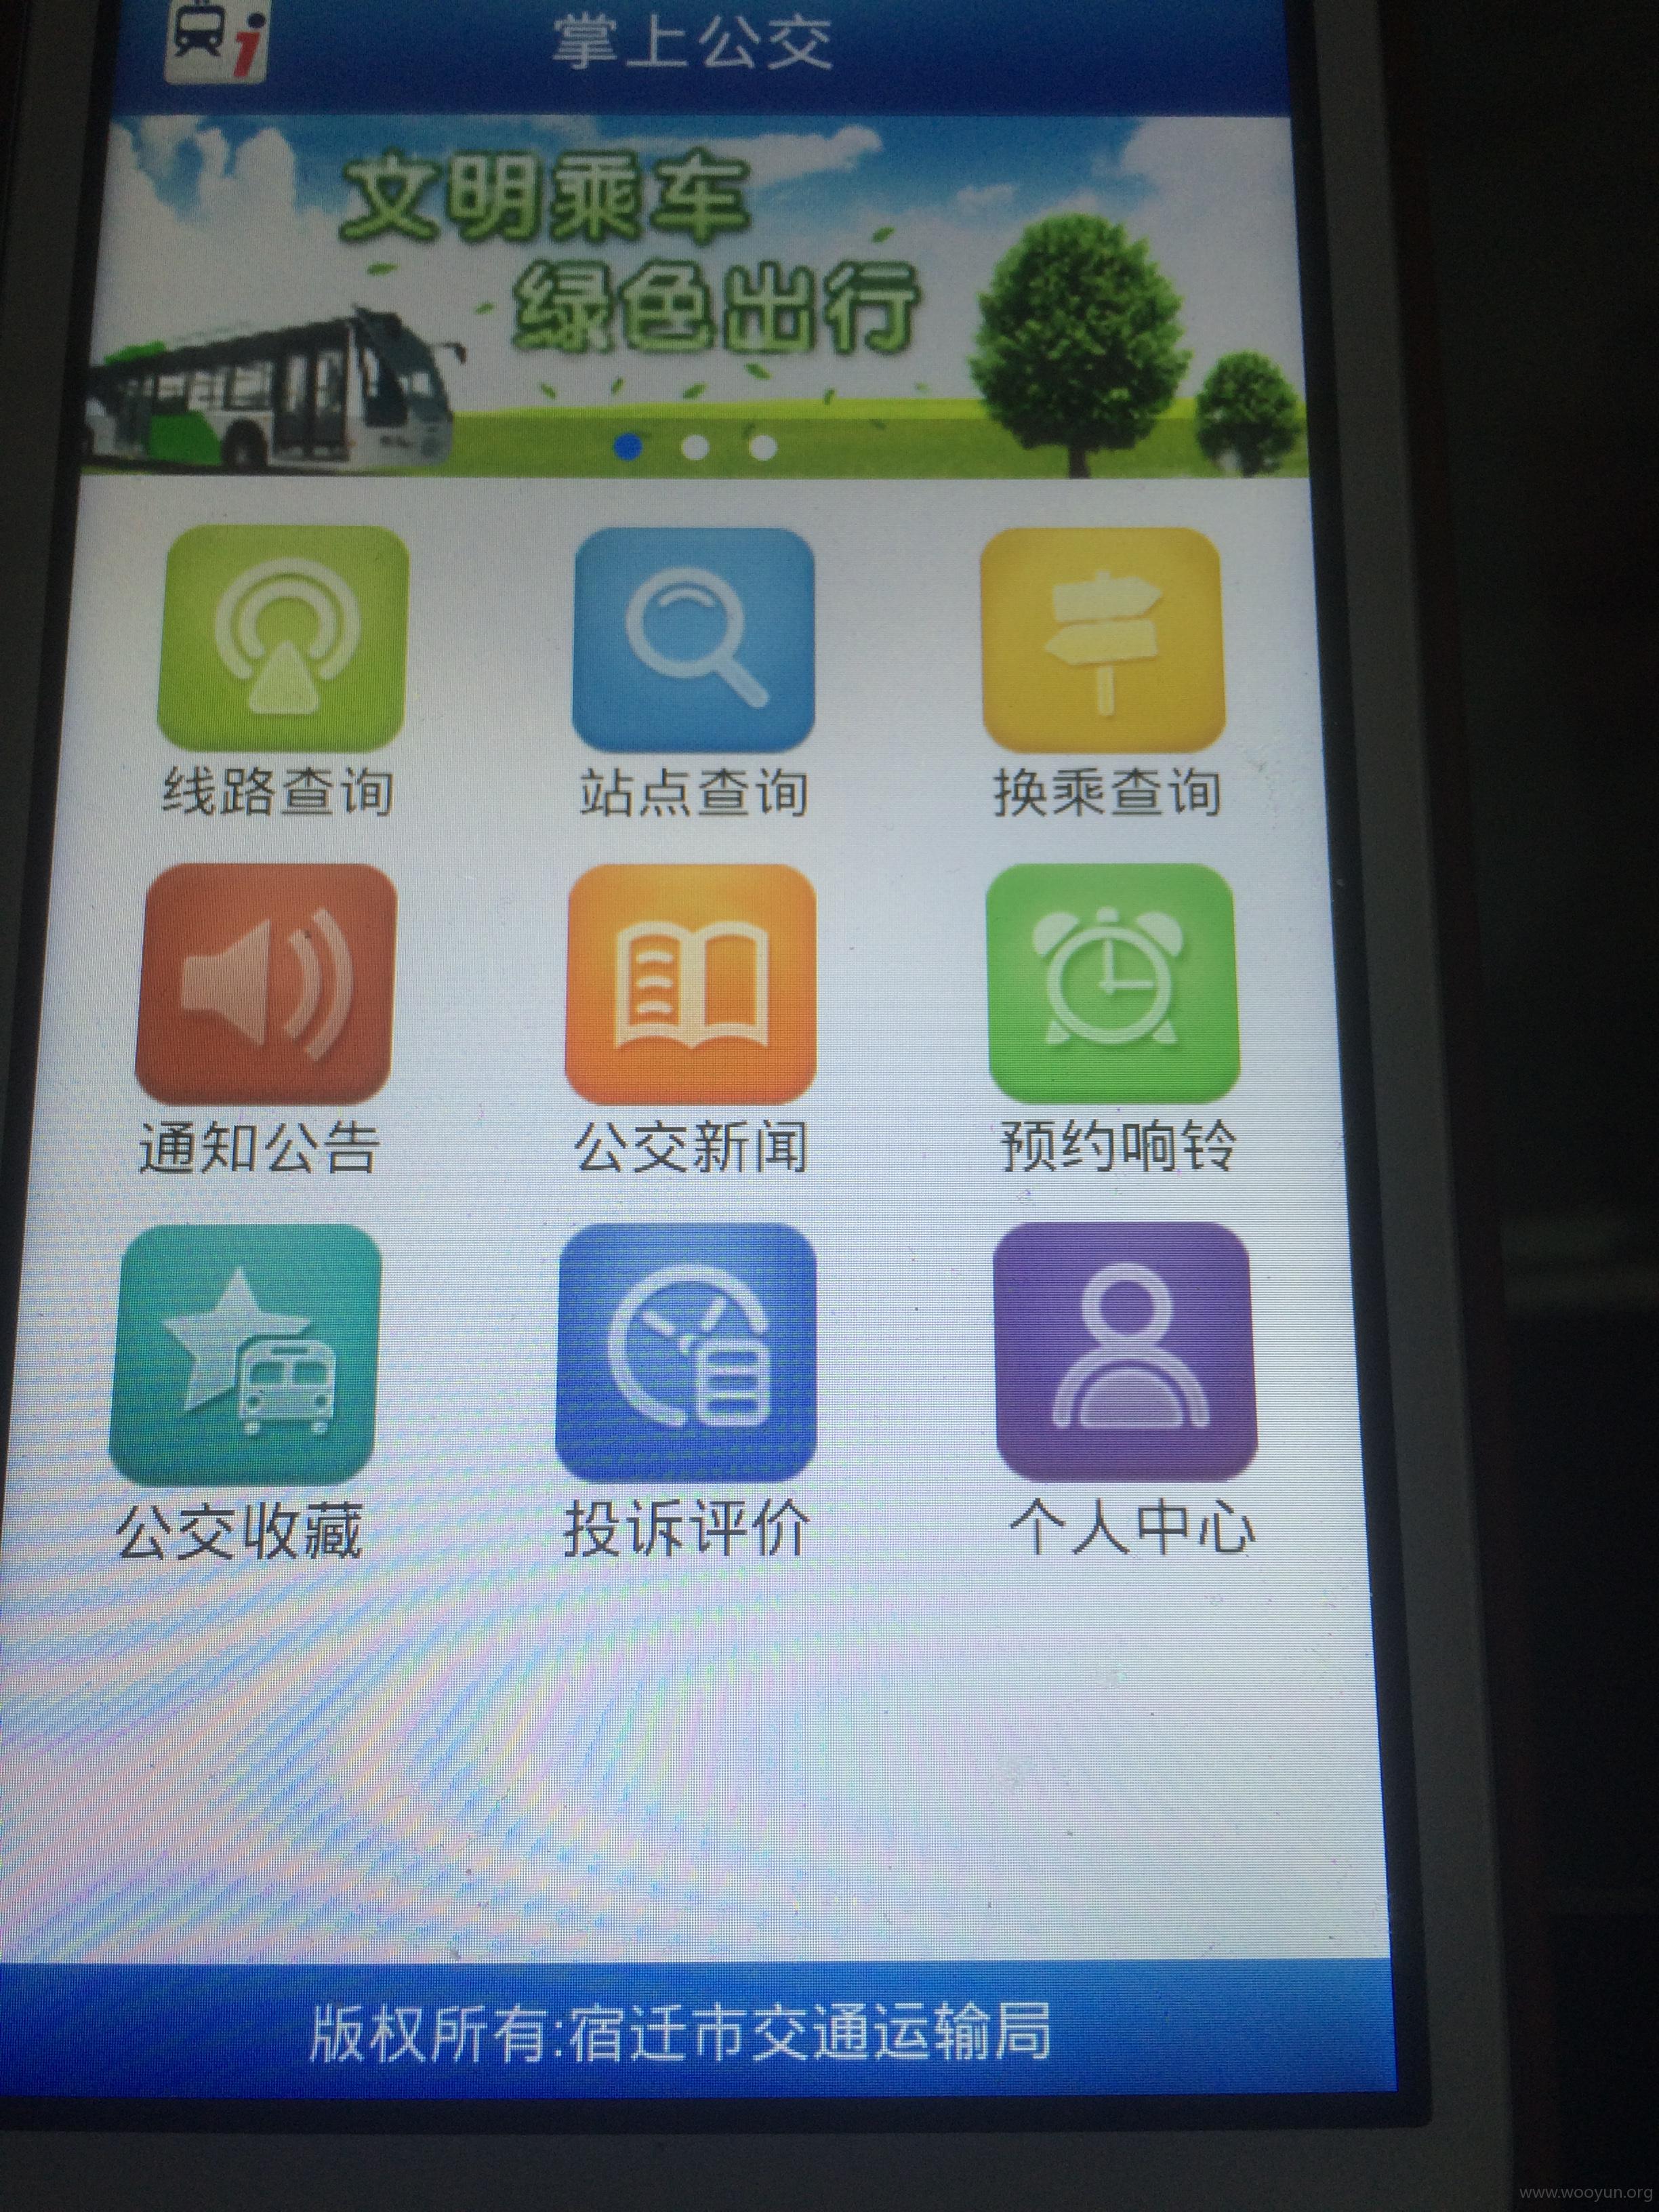 掌上公交
文明乘车
绿色出行
线路查询 站点查询 换乘查询
通知公告 公交新闻 预约响铃
公交收藏 投诉评价 个人中心
版权所有:宿迁市交通运输局
www.wooyun.org